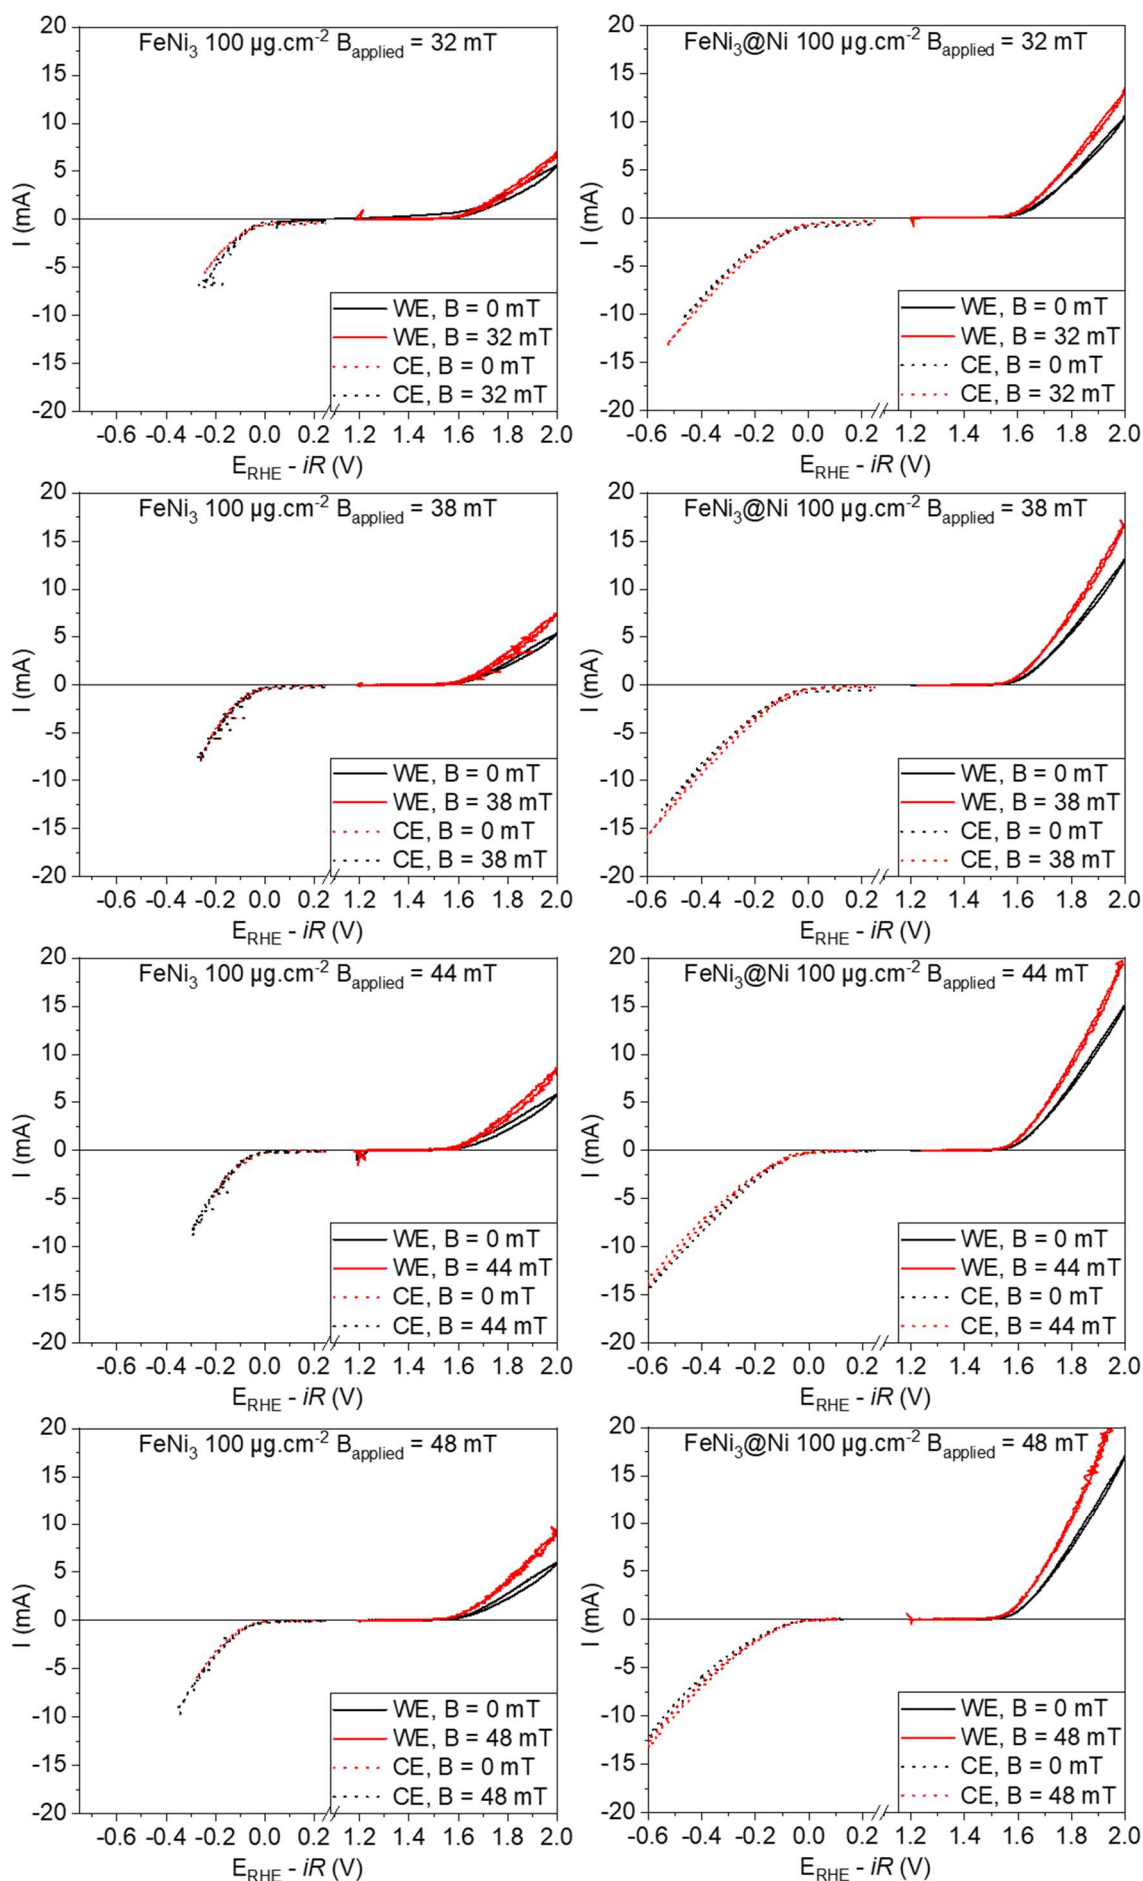 FeNi₃ 100 µg.cm⁻² B_applied = 32 mT
20
15
10
5
0
-5
-10
-15
-20
I (mA)
WE, B = 0 mT
WE, B = 32 mT
CE, B = 0 mT
CE, B = 32 mT
-0.6 -0.4 -0.2 0.0 0.2 1.2 1.4 1.6 1.8 2.0
E_RHE - iR (V)
FeNi₃@Ni 100 µg.cm⁻² B_applied = 32 mT
20
15
10
5
0
-5
-10
-15
-20
I (mA)
WE, B = 0 mT
WE, B = 32 mT
CE, B = 0 mT
CE, B = 32 mT
-0.6 -0.4 -0.2 0.0 0.2 1.2 1.4 1.6 1.8 2.0
E_RHE - iR (V)
FeNi₃ 100 µg.cm⁻² B_applied = 38 mT
20
15
10
5
0
-5
-10
-15
-20
I (mA)
WE, B = 0 mT
WE, B = 38 mT
CE, B = 0 mT
CE, B = 38 mT
-0.6 -0.4 -0.2 0.0 0.2 1.2 1.4 1.6 1.8 2.0
E_RHE - iR (V)
FeNi₃@Ni 100 µg.cm⁻² B_applied = 38 mT
20
15
10
5
0
-5
-10
-15
-20
I (mA)
WE, B = 0 mT
WE, B = 38 mT
CE, B = 0 mT
CE, B = 38 mT
-0.6 -0.4 -0.2 0.0 0.2 1.2 1.4 1.6 1.8 2.0
E_RHE - iR (V)
FeNi₃ 100 µg.cm⁻² B_applied = 44 mT
20
15
10
5
0
-5
-10
-15
-20
I (mA)
WE, B = 0 mT
WE, B = 44 mT
CE, B = 0 mT
CE, B = 44 mT
-0.6 -0.4 -0.2 0.0 0.2 1.2 1.4 1.6 1.8 2.0
E_RHE - iR (V)
FeNi₃@Ni 100 µg.cm⁻² B_applied = 44 mT
20
15
10
5
0
-5
-10
-15
-20
I (mA)
WE, B = 0 mT
WE, B = 44 mT
CE, B = 0 mT
CE, B = 44 mT
-0.6 -0.4 -0.2 0.0 0.2 1.2 1.4 1.6 1.8 2.0
E_RHE - iR (V)
FeNi₃ 100 µg.cm⁻² B_applied = 48 mT
20
15
10
5
0
-5
-10
-15
-20
I (mA)
WE, B = 0 mT
WE, B = 48 mT
CE, B = 0 mT
CE, B = 48 mT
-0.6 -0.4 -0.2 0.0 0.2 1.2 1.4 1.6 1.8 2.0
E_RHE - iR (V)
FeNi₃@Ni 100 µg.cm⁻² B_applied = 48 mT
20
15
10
5
0
-5
-10
-15
-20
I (mA)
WE, B = 0 mT
WE, B = 48 mT
CE, B = 0 mT
CE, B = 48 mT
-0.6 -0.4 -0.2 0.0 0.2 1.2 1.4 1.6 1.8 2.0
E_RHE - iR (V)